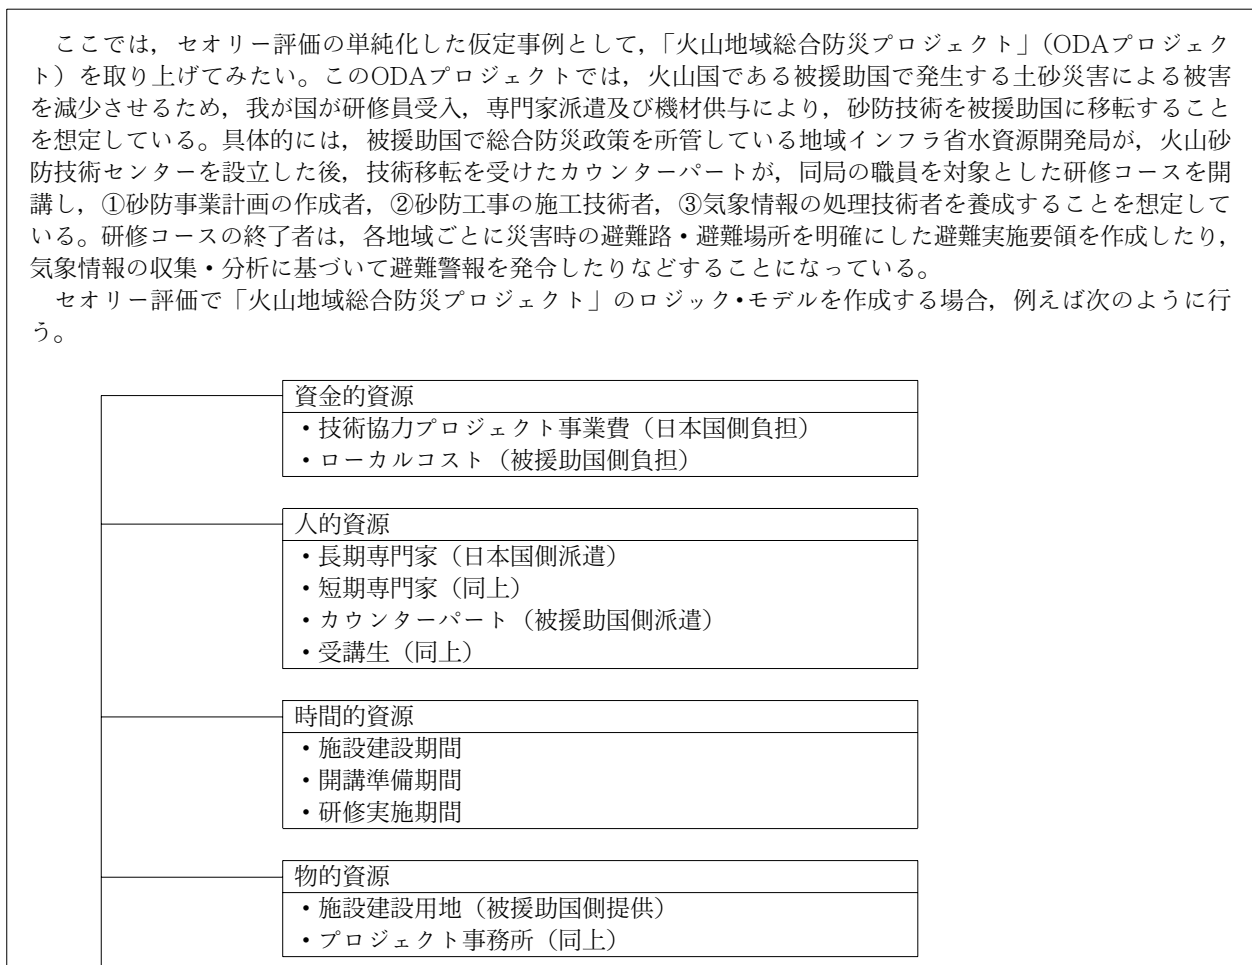 ここでは，セオリー評価の単純化した仮定事例として，「火山地域総合防災プロジェクト」（ODAプロジェク
ト）を取り上げてみたい。このODAプロジェクトでは，火山国である被援助国で発生する土砂災害による被害
を減少させるため，我が国が研修員受入，専門家派遣及び機材供与により，砂防技術を被援助国に移転すること
を想定している。具体的には，被援助国で総合防災政策を所管している地域インフラ省水資源開発局が，火山砂
防技術センターを設立した後，技術移転を受けたカウンターパートが，同局の職員を対象とした研修コースを開
講し，①砂防事業計画の作成者，②砂防工事の施工技術者，③気象情報の処理技術者を養成することを想定して
いる。研修コースの終了者は，各地域ごとに災害時の避難路・避難場所を明確にした避難実施要領を作成したり，
気象情報の収集・分析に基づいて避難警報を発令したりなどすることになっている。
セオリー評価で「火山地域総合防災プロジェクト」のロジック・モデルを作成する場合，例えば次のように行
う。
資金的資源
・技術協力プロジェクト事業費（日本国側負担）
・ローカルコスト（被援助国側負担）
人的資源
・長期専門家（日本国側派遣）
・短期専門家（同上）
・カウンターパート（被援助国側派遣）
・受講生（同上）
時間的資源
・施設建設期間
・開講準備期間
・研修実施期間
物的資源
・施設建設用地（被援助国側提供）
・プロジェクト事務所（同上）